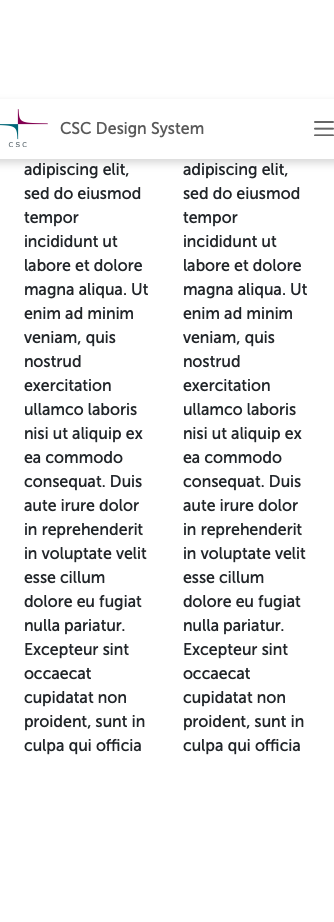 CSC
CSC Design System
adipiscing elit,
sed do eiusmod
tempor
incididunt ut
labore et dolore
magna aliqua. Ut
enim ad minim
veniam, quis
nostrud
exercitation
ullamco laboris
nisi ut aliquip ex
ea commodo
consequat. Duis
aute irure dolor
in reprehenderit
in voluptate velit
esse cillum
dolore eu fugiat
nulla pariatur.
Excepteur sint
occaecat
cupidatat non
proident, sunt in
culpa qui officia
adipiscing elit,
sed do eiusmod
tempor
incididunt ut
labore et dolore
magna aliqua. Ut
enim ad minim
veniam, quis
nostrud
exercitation
ullamco laboris
nisi ut aliquip ex
ea commodo
consequat. Duis
aute irure dolor
in reprehenderit
in voluptate velit
esse cillum
dolore eu fugiat
nulla pariatur.
Excepteur sint
occaecat
cupidatat non
proident, sunt in
culpa qui officia